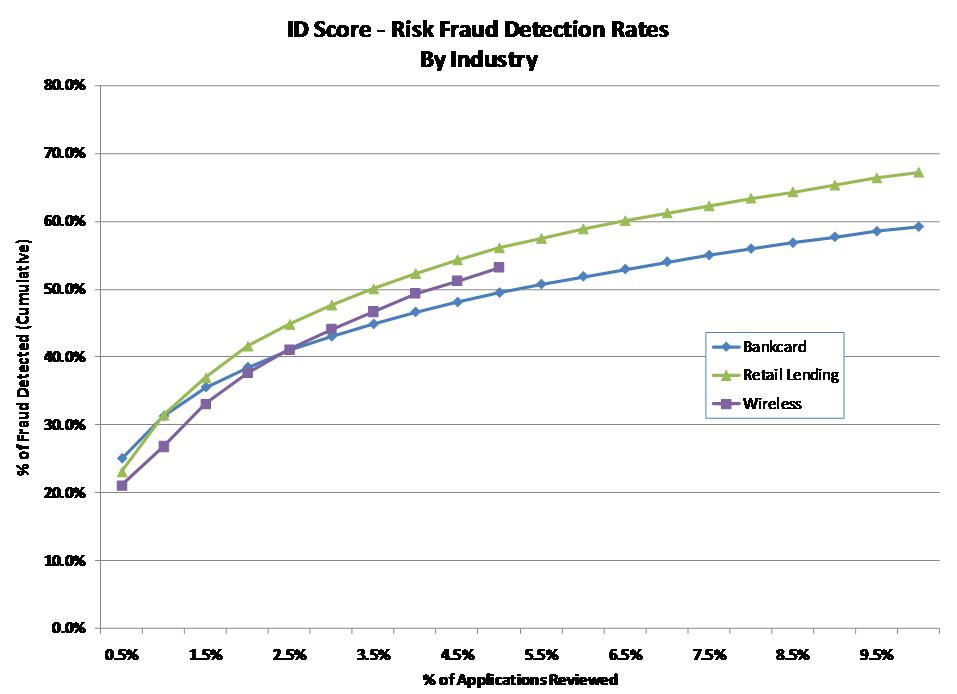 ID Score - Risk Fraud Detection Rates
By Industry
80.0%
70.0%
60.0%
50.0%
40.0%
30.0%
20.0%
10.0%
0.0%
% of Fraud Detected (Cumulative)
Bankcard
Retail Lending
Wireless
0.5% 1.5% 2.5% 3.5% 4.5% 5.5% 6.5% 7.5% 8.5% 9.5%
% of Applications Reviewed